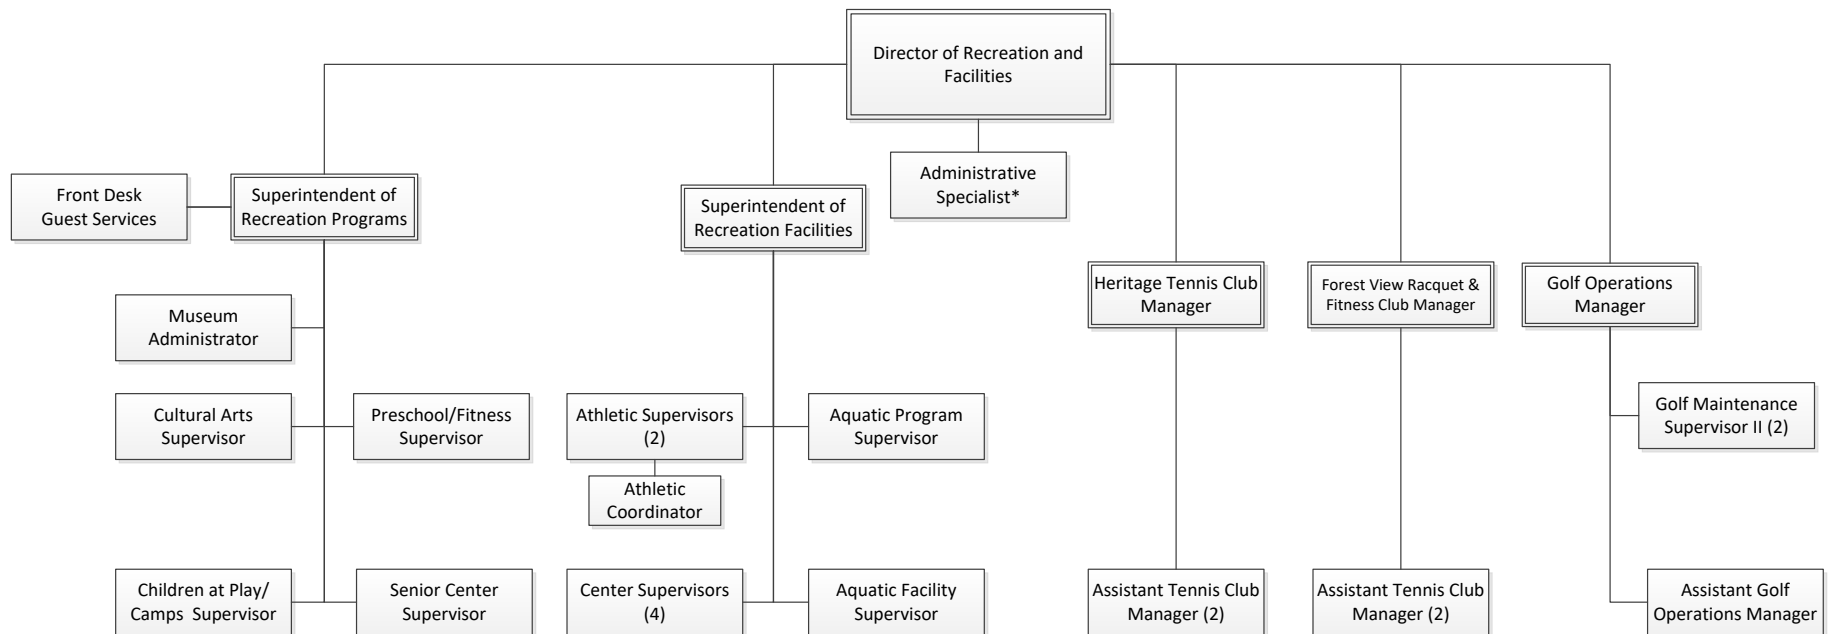 Director of Recreation and
Facilities
Administrative
Specialist*
Front Desk
Guest Services
Superintendent of
Recreation Programs
Superintendent of
Recreation Facilities
Heritage Tennis Club
Manager
Forest View Racquet &
Fitness Club Manager
Golf Operations
Manager
Museum
Administrator
Cultural Arts
Supervisor
Preschool/Fitness
Supervisor
Athletic Supervisors
(2)
Aquatic Program
Supervisor
Golf Maintenance
Supervisor II (2)
Athletic
Coordinator
Children at Play/
Camps  Supervisor
Senior Center
Supervisor
Center Supervisors
(4)
Aquatic Facility
Supervisor
Assistant Tennis Club
Manager (2)
Assistant Tennis Club
Manager (2)
Assistant Golf
Operations Manager